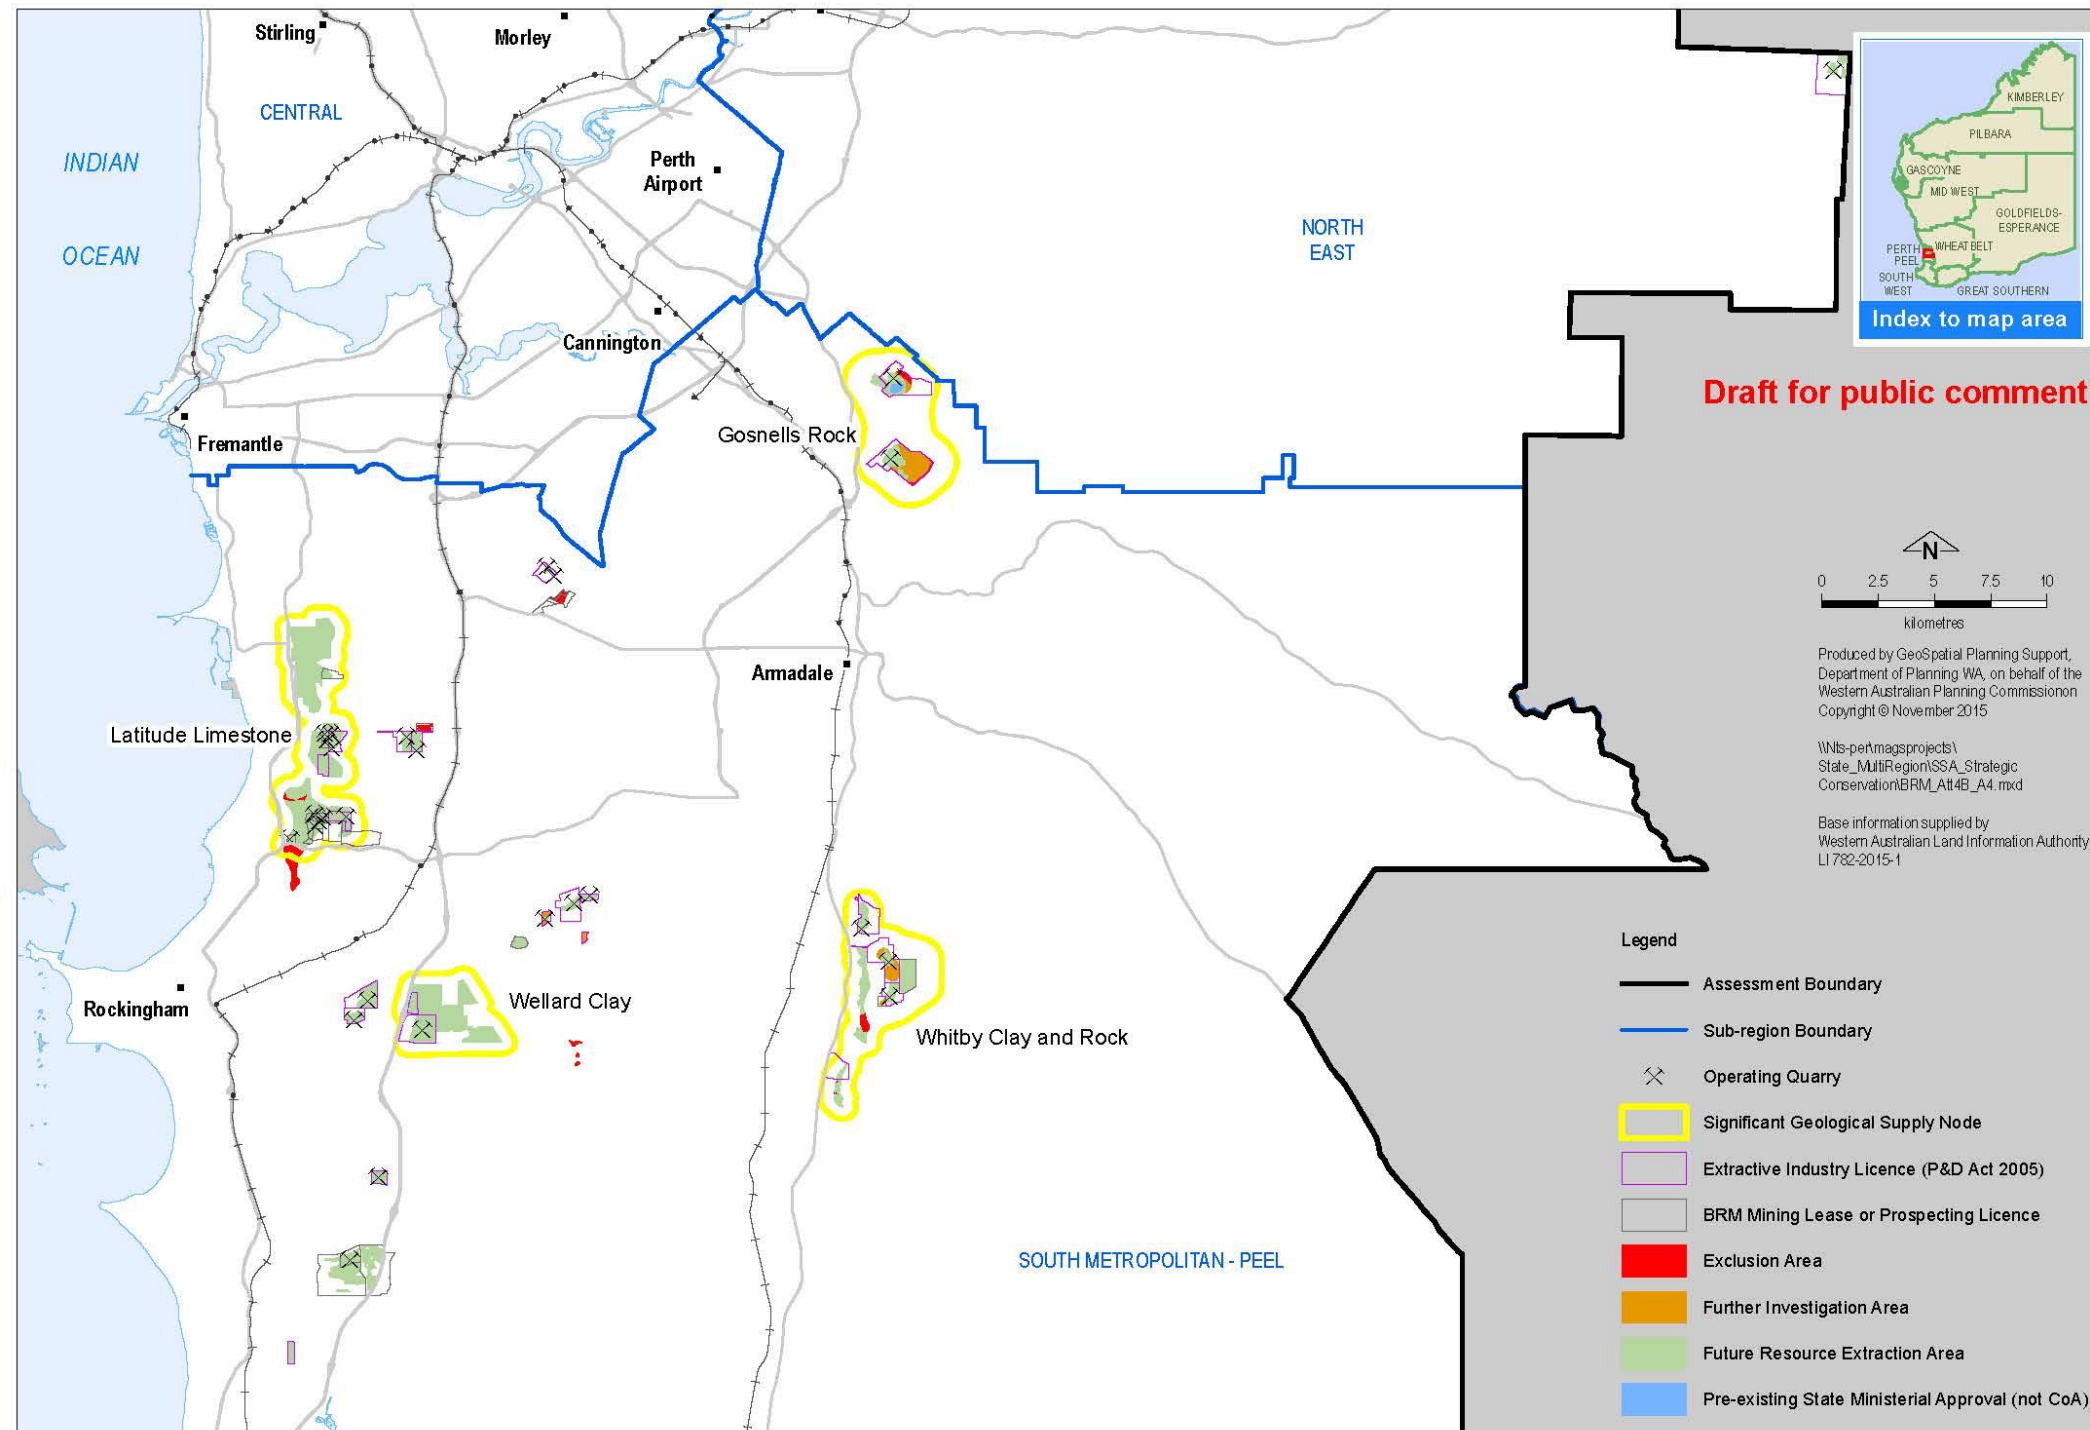 Stirling
Morley
CENTRAL
INDIAN
OCEAN
Perth
Airport
NORTH
EAST
Cannington
Fremantle
Gosnells Rock
Armadale
Latitude Limestone
Rockingham
Wellard Clay
Whitby Clay and Rock
SOUTH METROPOLITAN - PEEL
KIMBERLEY
PILBARA
GASCOYNE
MID WEST
GOLDFIELDS-
ESPERANCE
PERTH
PEEL
WHEATBELT
SOUTH
WEST
GREAT SOUTHERN
Index to map area
Draft for public comment
N
0 2.5 5 7.5 10
kilometres
Produced by GeoSpatial Planning Support,
Department of Planning WA, on behalf of the
Western Australian Planning Commissionon
Copyright © November 2015
\\Nts-per\magsprojects\
State_MultiRegion\SSA_Strategic
Conservation\BRM_Att4B_A4.mxd
Base information supplied by
Western Australian Land Information Authority
LI 782-2015-1
Legend
Assessment Boundary
Sub-region Boundary
Operating Quarry
Significant Geological Supply Node
Extractive Industry Licence (P&D Act 2005)
BRM Mining Lease or Prospecting Licence
Exclusion Area
Further Investigation Area
Future Resource Extraction Area
Pre-existing State Ministerial Approval (not CoA)